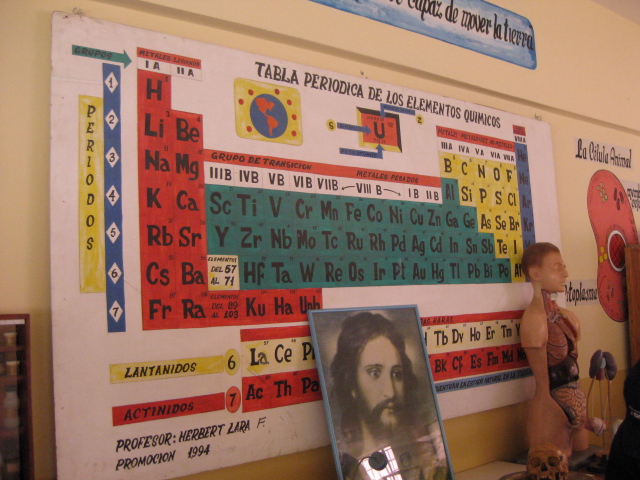 capaz de mover la tierra
GRUPOS
METALES LIVIANOS
I A II A
TABLA PERIODICA DE LOS ELEMENTOS QUIMICOS
PERIODOS
1
2
3
4
5
6
7
U
GRUPO DE TRANSICION
METALES PESADOS
IIIB IVB VB VIB VIIB VIII B I B II B
IIIA IVA VA VIA VIIA
H
Li Be B C N O F
Na Mg Al Si P S Cl
K Ca Sc Ti V Cr Mn Fe Co Ni Cu Zn Ga Ge As Se Br
Rb Sr Y Zr Nb Mo Tc Ru Rh Pd Ag Cd In Sn Sb Te I
Cs Ba ELEMENTOS DEL 57 AL 71 Hf Ta W Re Os Ir Pt Au Hg Tl Pb Bi Po At
Fr Ra ELEMENTOS DEL 89 AL 103 Ku Ha Unh
LANTANIDOS 6 La Ce Tb Dy Ho Er Tm
ACTINIDOS 7 Ac Th Pa Bk Cf Es Fm Md
PROFESOR: HERBERT LARA F.
PROMOCION 1994
La Célula Animal